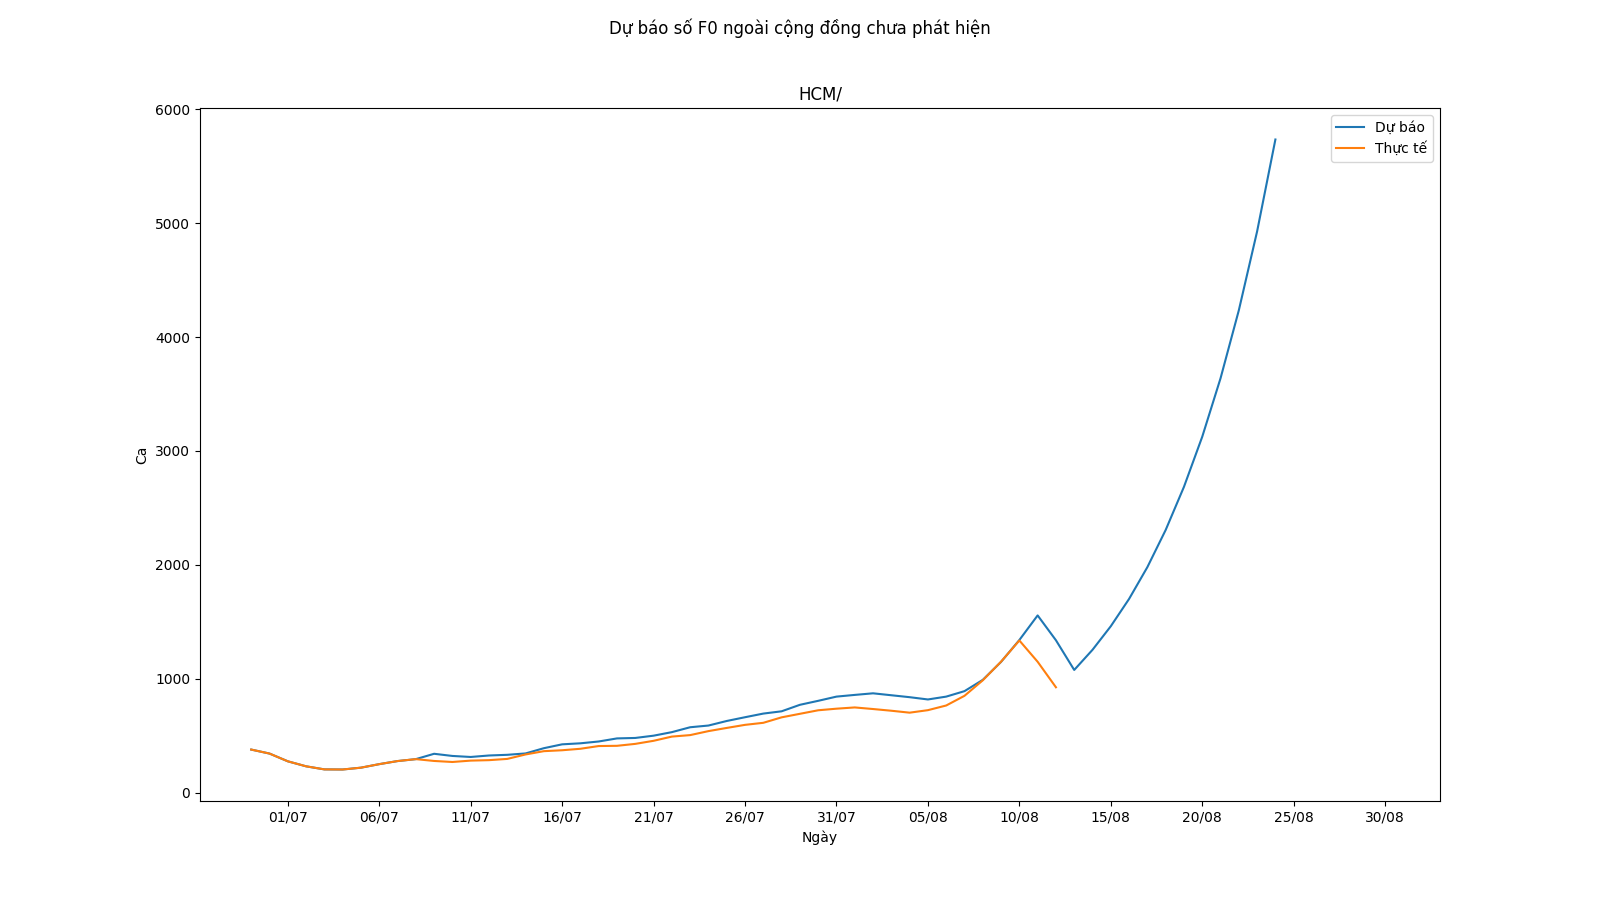 Dự báo số F0 ngoài cộng đồng chưa phát hiện
HCM/
6000
5000
4000
3000
2000
1000
0
Ca
Dự báo
Thực tế
01/07 06/07 11/07 16/07 21/07 26/07 31/07 05/08 10/08 15/08 20/08 25/08 30/08
Ngày